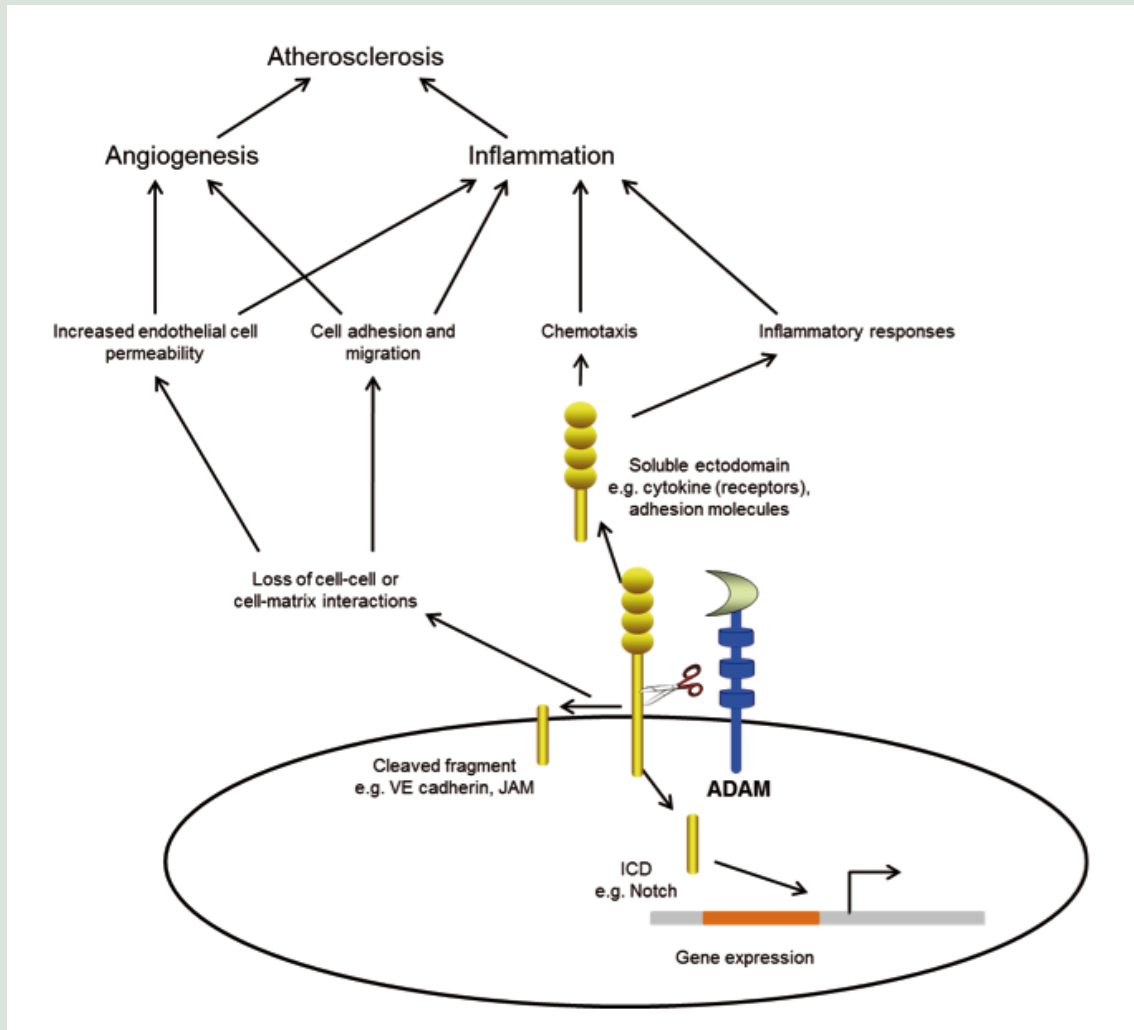 Atherosclerosis
Angiogenesis
Inflammation
Increased endothelial cell
permeability
Cell adhesion and
migration
Chemotaxis
Inflammatory responses
Soluble ectodomain
e.g. cytokine (receptors),
adhesion molecules
Loss of cell-cell or
cell-matrix interactions
Cleaved fragment
e.g. VE cadherin, JAM
ADAM
ICD
e.g. Notch
Gene expression